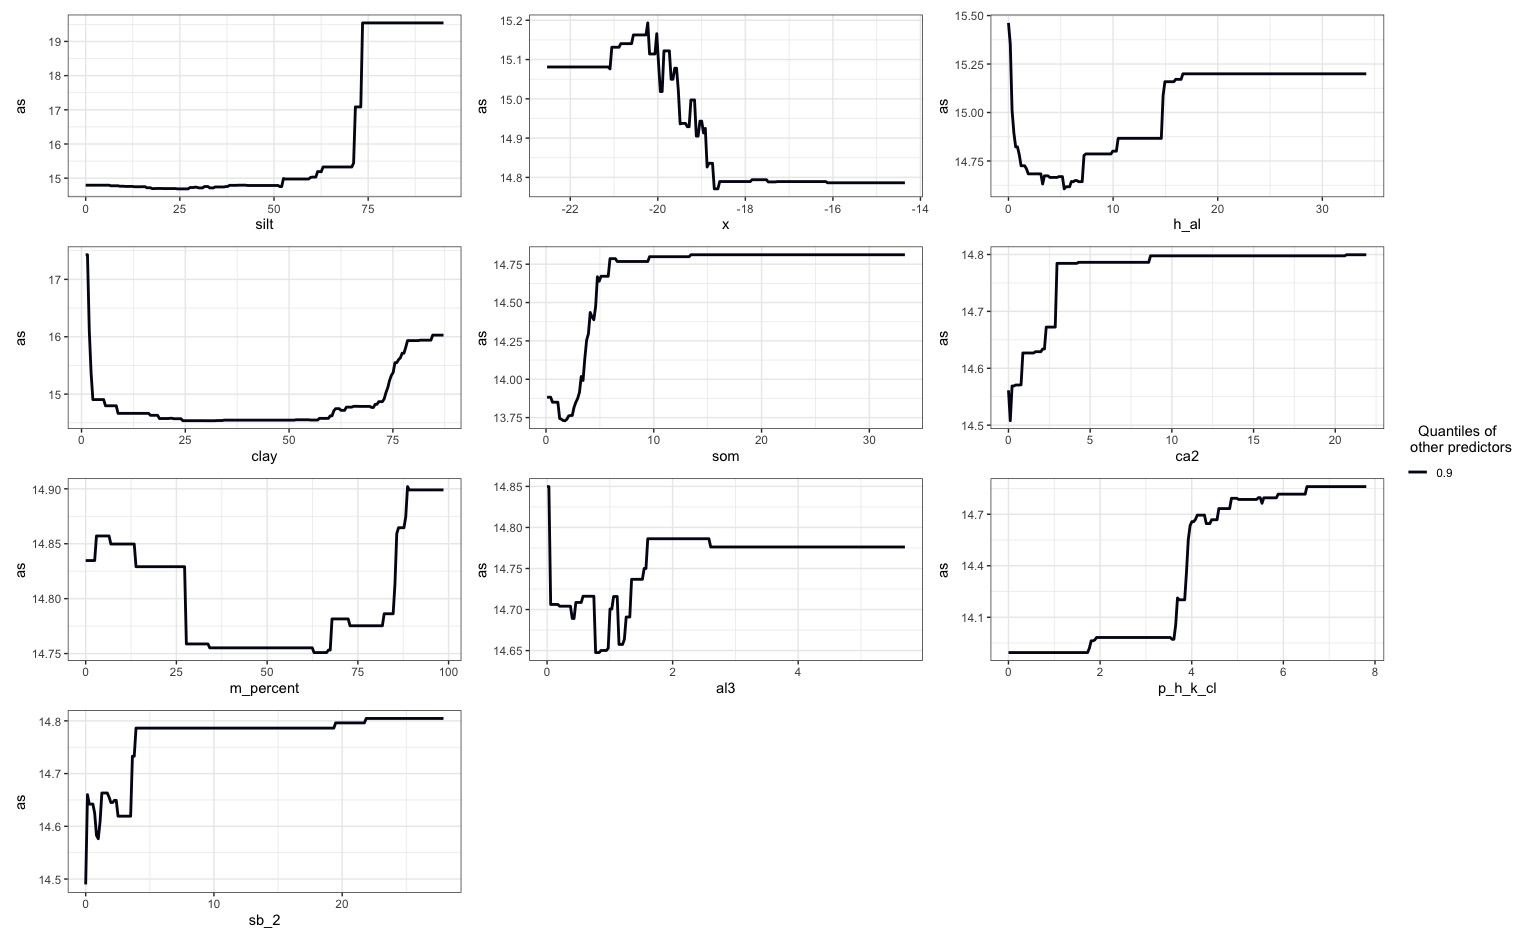 as
19
18
17
16
15
0 25 50 75
silt
as
15.2
15.1
15.0
14.9
14.8
-22 -20 -18 -16 -14
x
as
15.50
15.25
15.00
14.75
0 10 20 30
h_al
as
17
16
15
0 25 50 75
clay
as
14.75
14.50
14.25
14.00
13.75
0 10 20 30
som
as
14.8
14.7
14.6
14.5
0 5 10 15 20
ca2
Quantiles of
other predictors
0.9
as
14.90
14.85
14.80
14.75
0 25 50 75 100
m_percent
as
14.85
14.80
14.75
14.70
14.65
0 2 4
al3
as
14.7
14.4
14.1
0 2 4 6 8
p_h_k_cl
as
14.8
14.7
14.6
14.5
0 10 20
sb_2